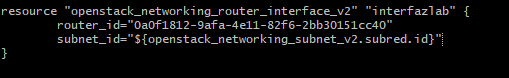 resource "openstack_networking_router_interface_v2" "interfazlab" {
        router_id="0a0f1812-9afa-4e11-82f6-2bb30151cc40"
        subnet_id="${openstack_networking_subnet_v2.subred.id}"
}